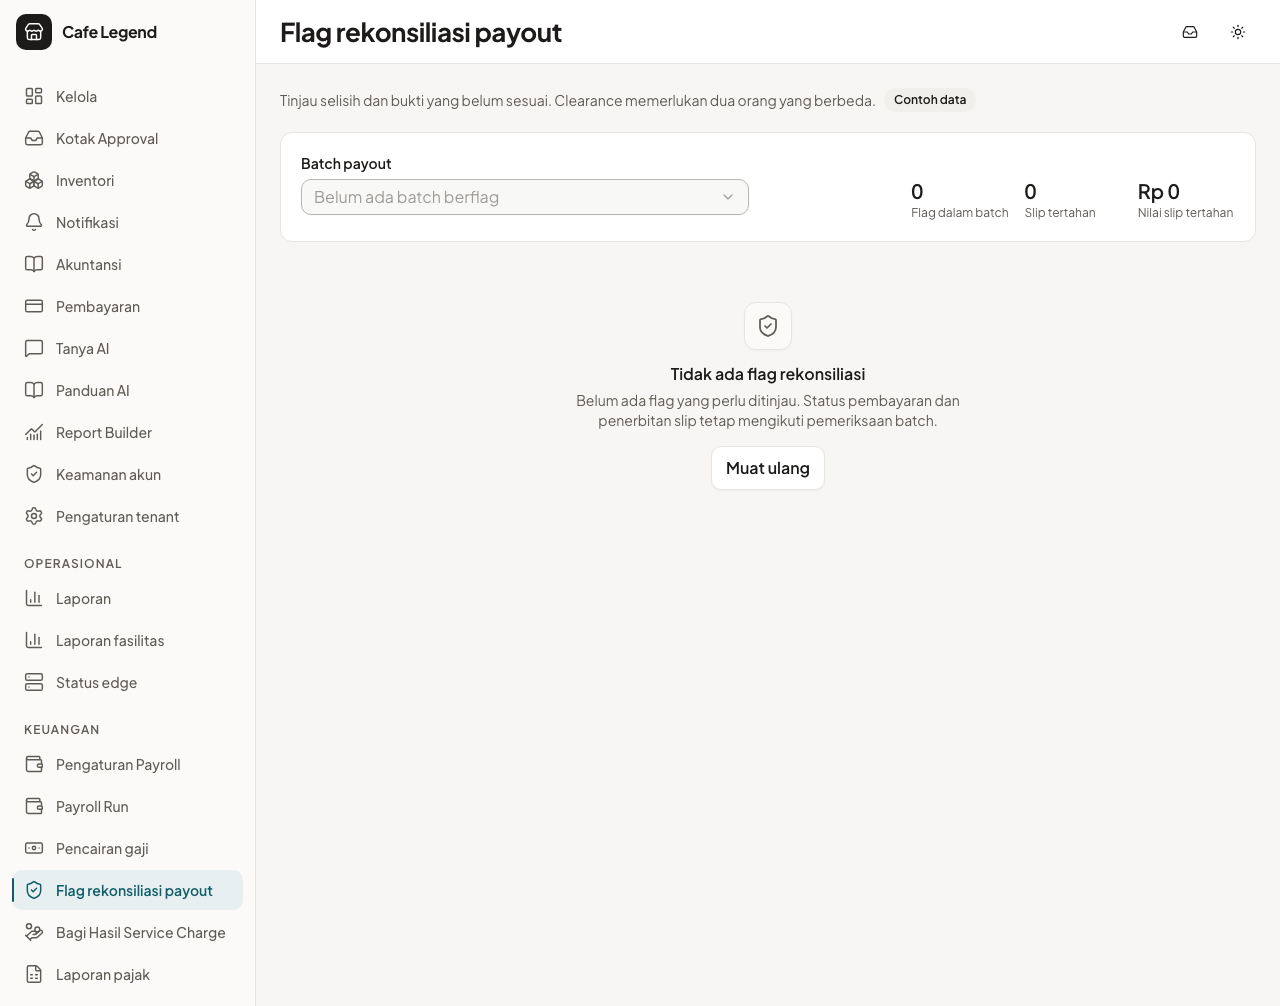 Cafe Legend
Flag rekonsiliasi payout
Kelola
Kotak Approval
Inventori
Notifikasi
Akuntansi
Pembayaran
Tanya AI
Panduan AI
Report Builder
Keamanan akun
Pengaturan tenant
OPERASIONAL
Laporan
Laporan fasilitas
Status edge
KEUANGAN
Pengaturan Payroll
Payroll Run
Pencairan gaji
Flag rekonsiliasi payout
Bagi Hasil Service Charge
Laporan pajak
Tinjau selisih dan bukti yang belum sesuai. Clearance memerlukan dua orang yang berbeda. Contoh data
Batch payout
Belum ada batch berflag
0
Flag dalam batch
0
Slip tertahan
Rp 0
Nilai slip tertahan
Tidak ada flag rekonsiliasi
Belum ada flag yang perlu ditinjau. Status pembayaran dan
penerbitan slip tetap mengikuti pemeriksaan batch.
Muat ulang